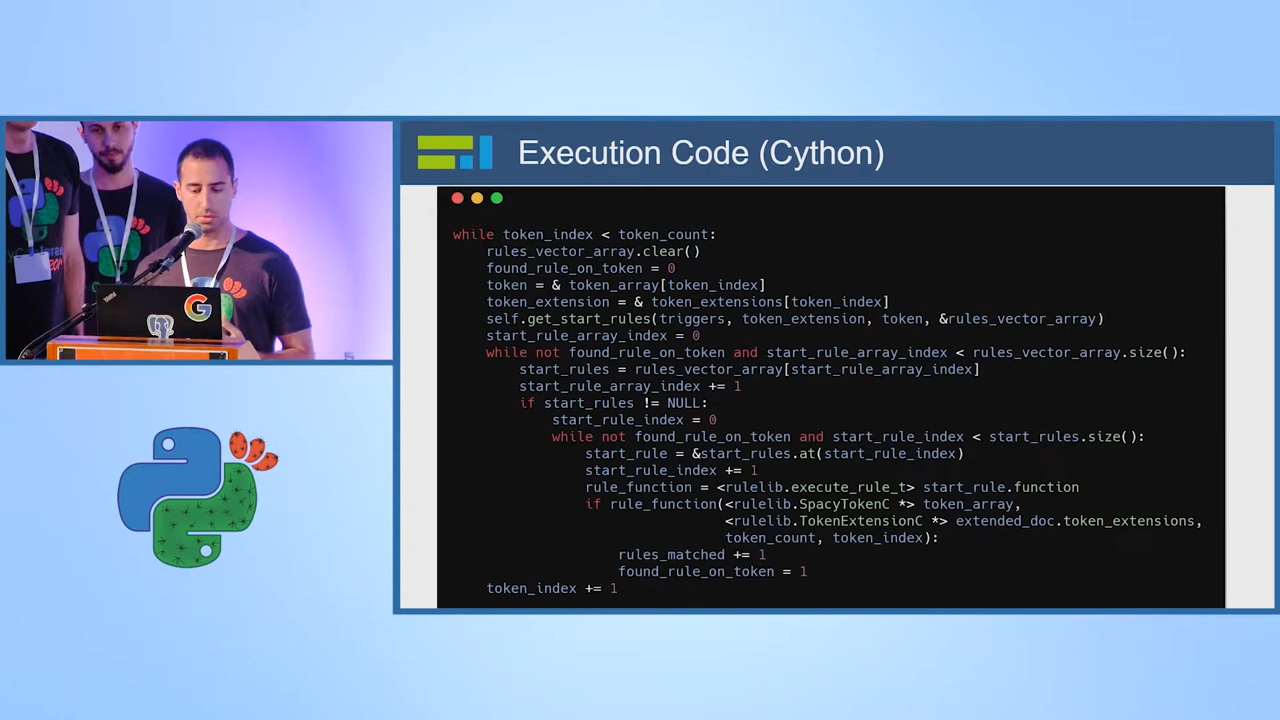 Execution Code (Cython)
while token_index < token_count:
    rules_vector_array.clear()
    found_rule_on_token = 0
    token = & token_array[token_index]
    token_extension = & token_extensions[token_index]
    self.get_start_rules(triggers, token_extension, token, &rules_vector_array)
    start_rule_array_index = 0
    while not found_rule_on_token and start_rule_array_index < rules_vector_array.size():
        start_rules = rules_vector_array[start_rule_array_index]
        start_rule_array_index += 1
        if start_rules != NULL:
            start_rule_index = 0
            while not found_rule_on_token and start_rule_index < start_rules.size():
                start_rule = &start_rules.at(start_rule_index)
                start_rule_index += 1
                rule_function = <rulelib.execute_rule_t> start_rule.function
                if rule_function(<rulelib.SpacyTokenC *> token_array,
                                 <rulelib.TokenExtensionC *> extended_doc.token_extensions,
                                 token_count, token_index):
                    rules_matched += 1
                    found_rule_on_token = 1
    token_index += 1
ThinkPad
G